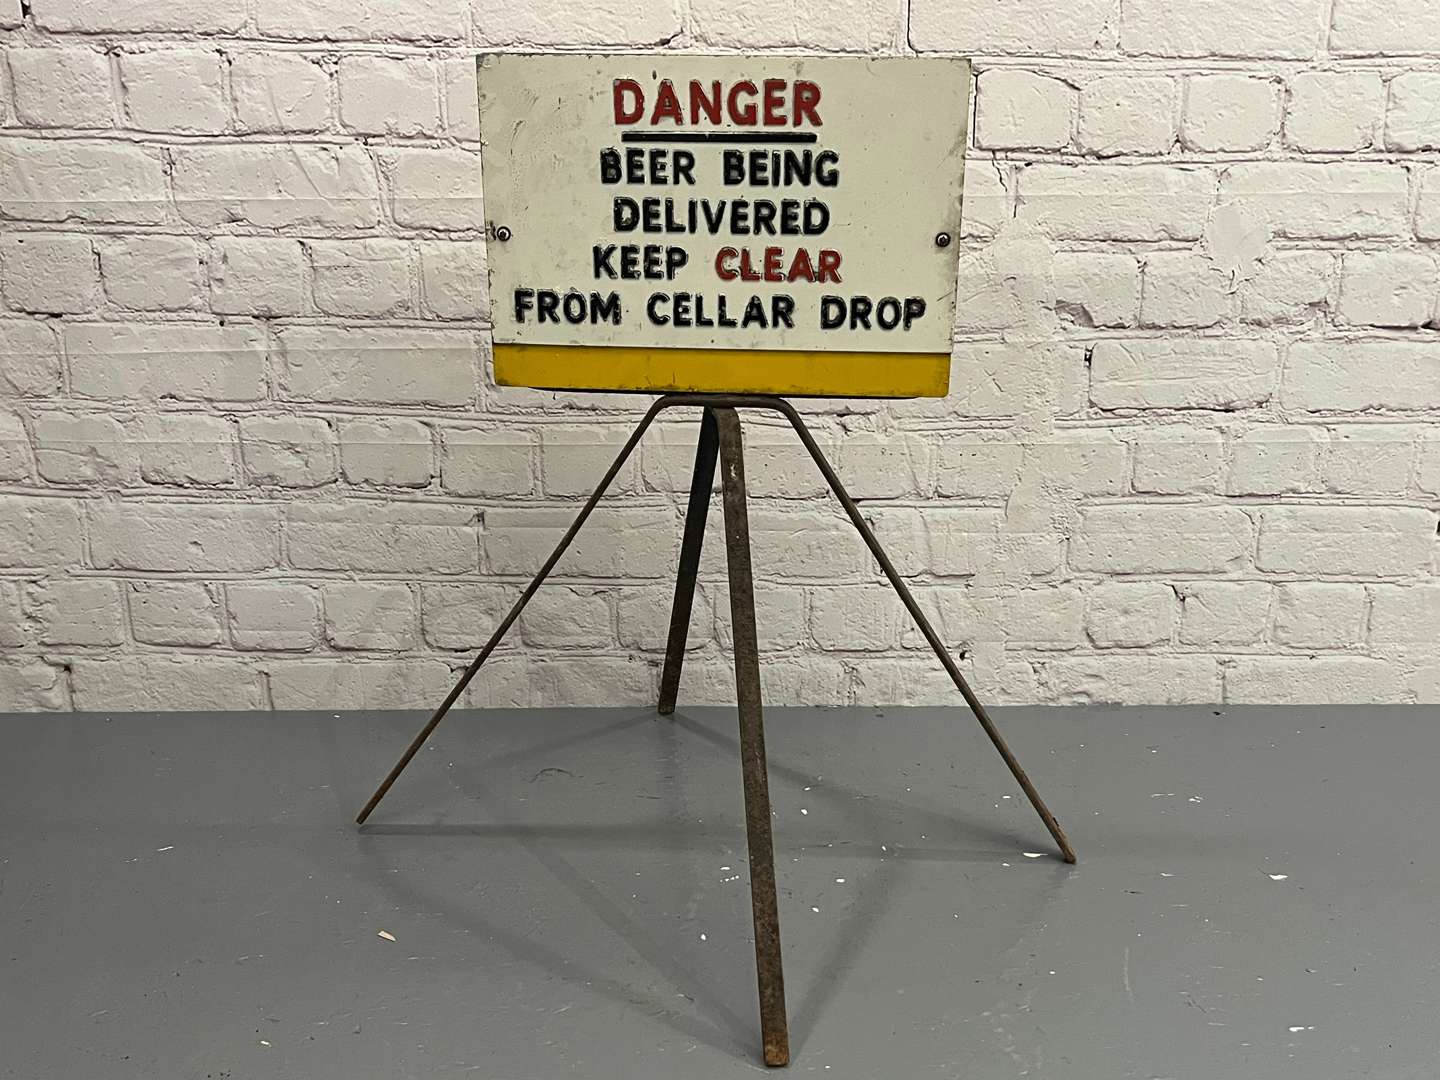 DANGER
BEER BEING
DELIVERED
KEEP CLEAR
FROM CELLAR DROP